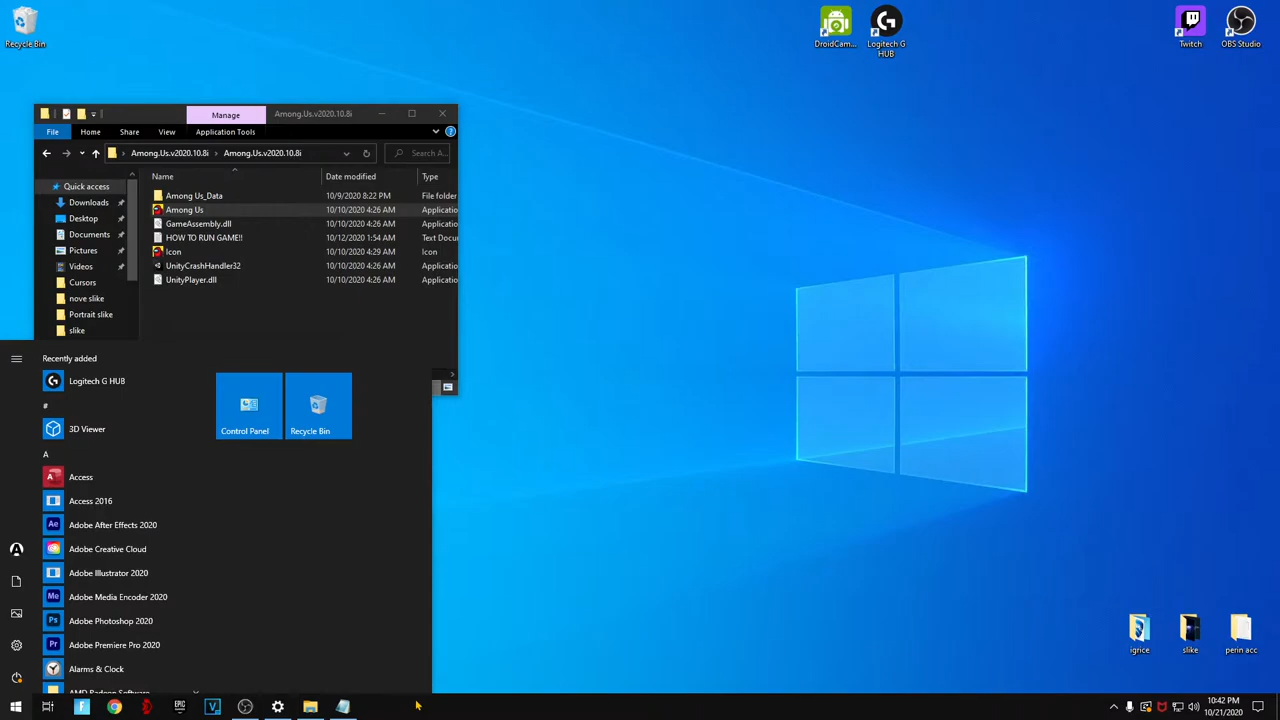 Recycle Bin
DroidCam...
Logitech G
HUB
Twitch
OBS Studio
Manage
Among.Us.v2020.10.8i
File
Home
Share
View
Application Tools
Among.Us.v2020.10.8i
Among.Us.v2020.10.8i
Search A...
Name
Date modified
Type
Quick access
Downloads
Desktop
Documents
Pictures
Videos
Cursors
nove slike
Portrait slike
slike
Among Us_Data
10/9/2020 8:22 PM
File folder
Among Us
10/10/2020 4:26 AM
Applicatio
GameAssembly.dll
10/10/2020 4:26 AM
Applicatio
HOW TO RUN GAME!!
10/12/2020 1:54 AM
Text Docu
Icon
10/10/2020 4:29 AM
Icon
UnityCrashHandler32
10/10/2020 4:26 AM
Applicatio
UnityPlayer.dll
10/10/2020 4:26 AM
Applicatio
Recently added
Logitech G HUB
#
3D Viewer
A
Access
Access 2016
Adobe After Effects 2020
Adobe Creative Cloud
Adobe Illustrator 2020
Adobe Media Encoder 2020
Adobe Photoshop 2020
Adobe Premiere Pro 2020
Alarms & Clock
AMD Radeon Software
Control Panel
Recycle Bin
igrice
slike
perin acc
EPIC
10:42 PM
10/21/2020